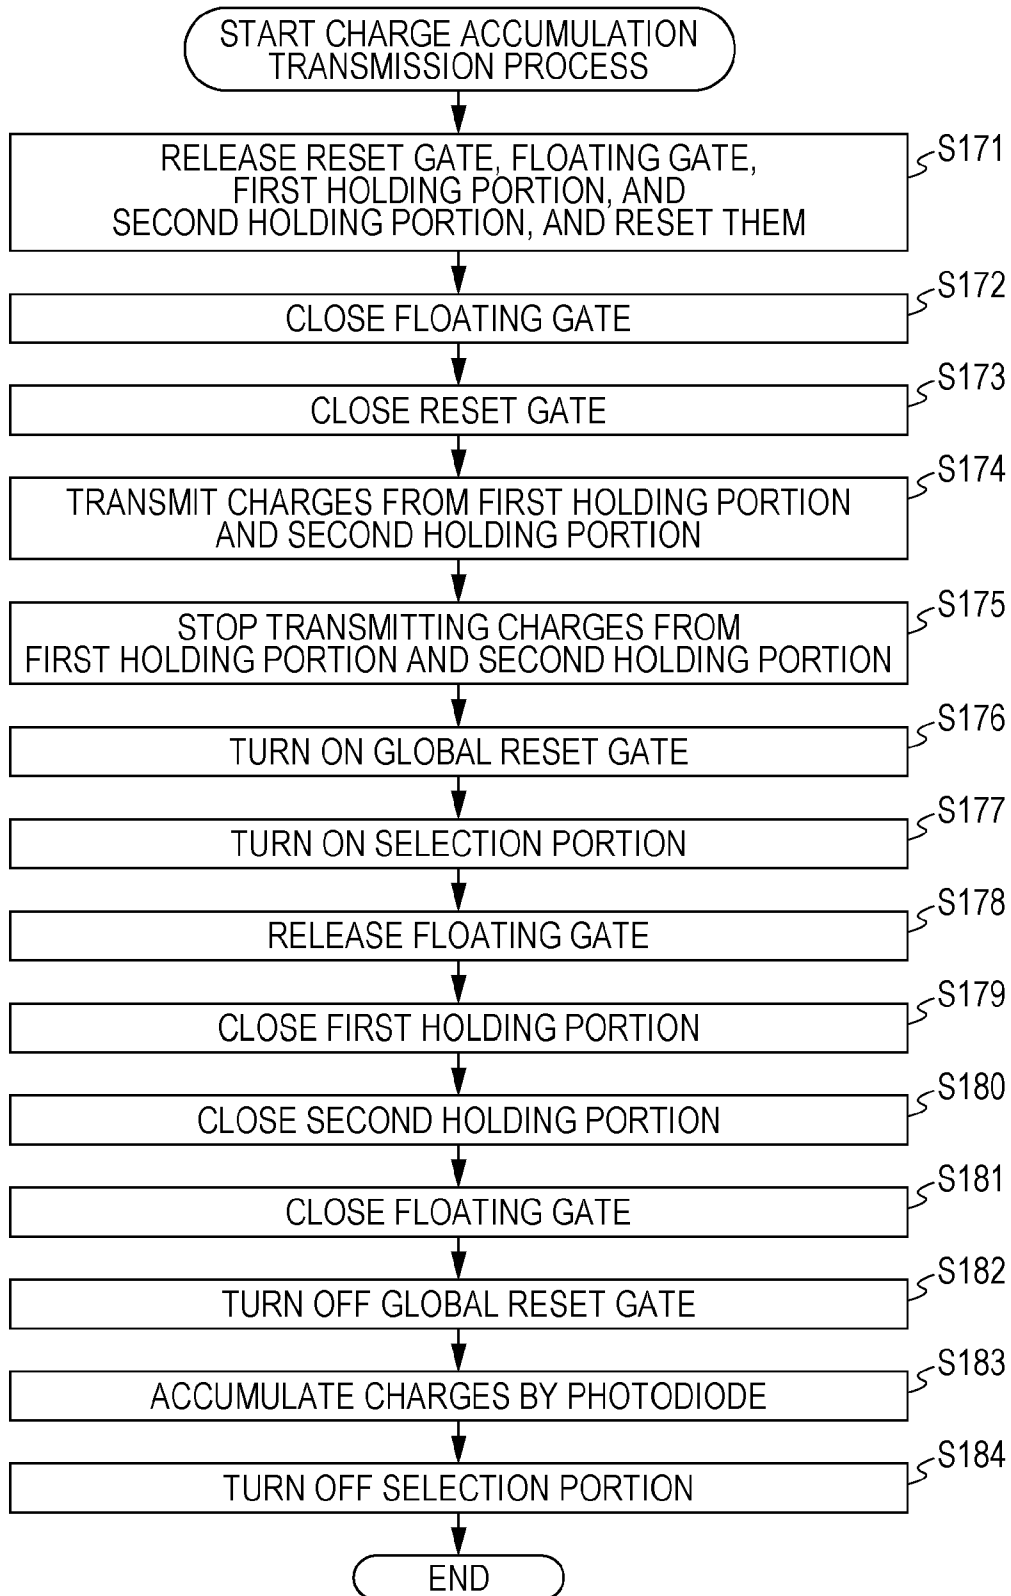 START CHARGE ACCUMULATION
TRANSMISSION PROCESS
S171
RELEASE RESET GATE, FLOATING GATE,
FIRST HOLDING PORTION, AND
SECOND HOLDING PORTION, AND RESET THEM
S172
CLOSE FLOATING GATE
S173
CLOSE RESET GATE
S174
TRANSMIT CHARGES FROM FIRST HOLDING PORTION
AND SECOND HOLDING PORTION
S175
STOP TRANSMITTING CHARGES FROM
FIRST HOLDING PORTION AND SECOND HOLDING PORTION
S176
TURN ON GLOBAL RESET GATE
S177
TURN ON SELECTION PORTION
S178
RELEASE FLOATING GATE
S179
CLOSE FIRST HOLDING PORTION
S180
CLOSE SECOND HOLDING PORTION
S181
CLOSE FLOATING GATE
S182
TURN OFF GLOBAL RESET GATE
S183
ACCUMULATE CHARGES BY PHOTODIODE
S184
TURN OFF SELECTION PORTION
END